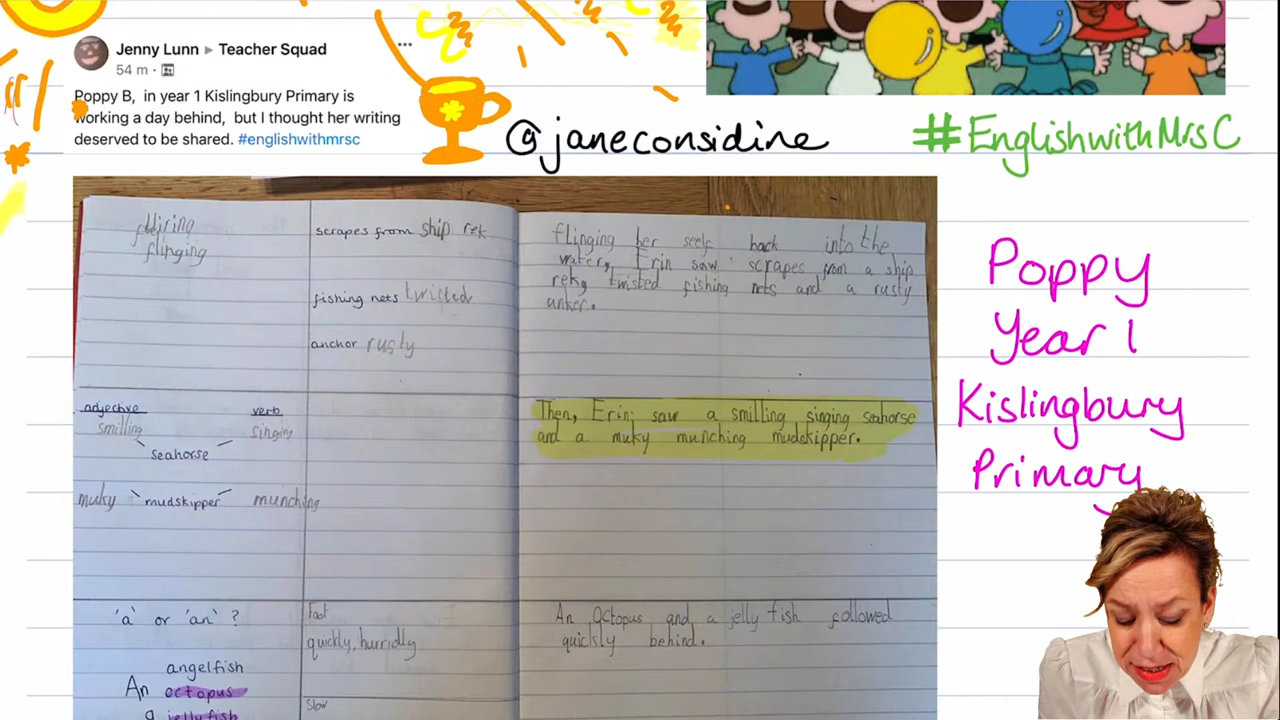 Jenny Lunn ▸ Teacher Squad
54 m ·
Poppy B, in year 1 Kislingbury Primary is
working a day behind, but I thought her writing
deserved to be shared. #englishwithmrsc
@janeconsidine
#EnglishwithMrsC
Poppy
Year 1
Kislingbury
Primary
flinging
scrapes from ship rek
fishing nets twisted
anchor rusty
flinging her seelf back into the
water, Erin saw scrapes from a ship
rek, twisted fishing nets and a rusty
anker.
adjective
verb
smilling
singing
seahorse
muky
mudskipper
munching
Then, Erin saw a smilling singing seahorse
and a muky munching mudskipper.
'a' or 'an' ?
angelfish
An octopus
a jellyfish
Fast
quickly, hurridly
Slow
An Octopus and a jelly fish followed
quicksly behind.